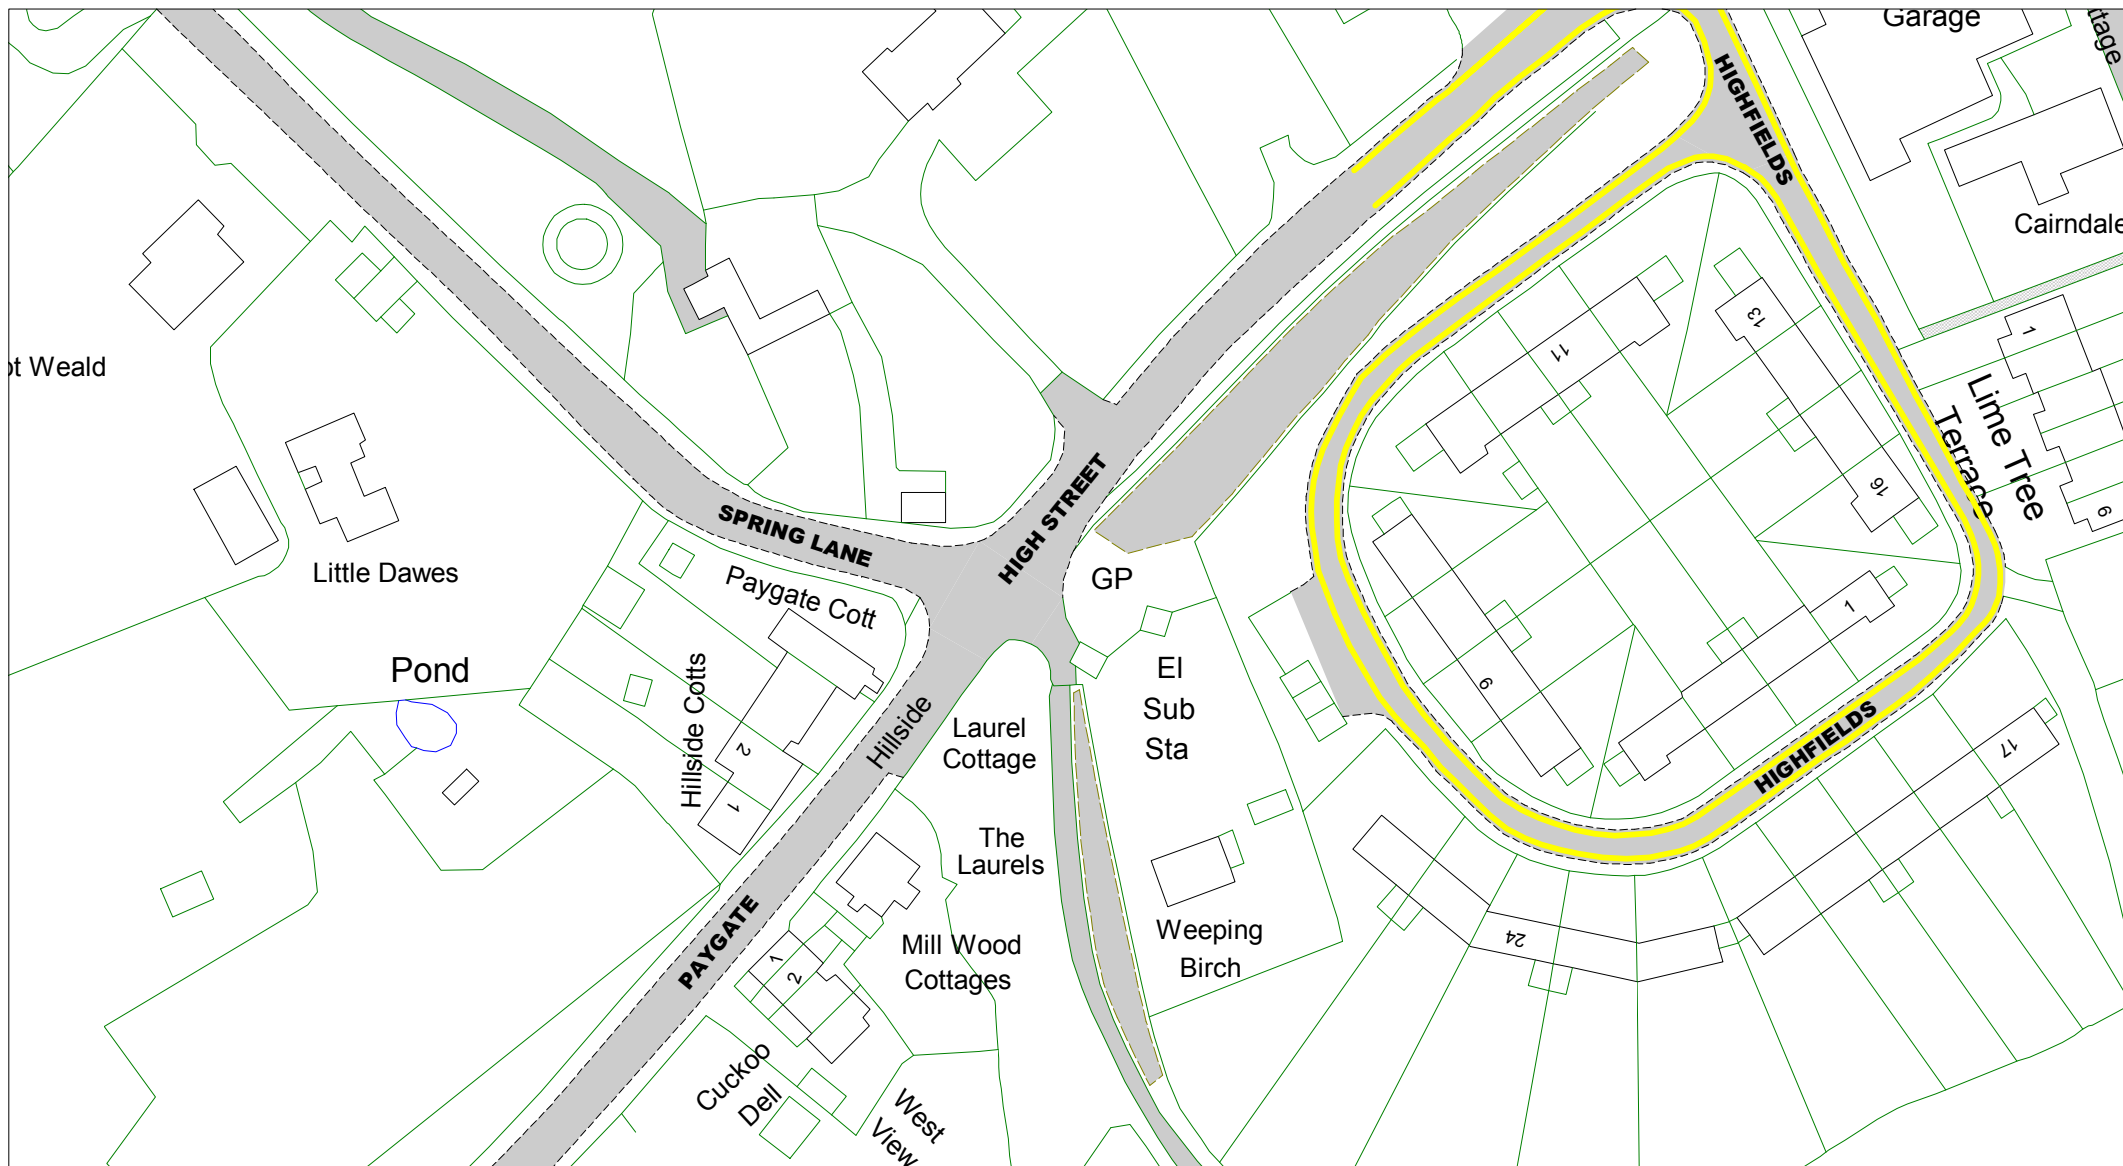 Garage
HIGHFIELDS
Cairndale
11
13
1
Lime Tree
Terrace
16
6
ot Weald
SPRING LANE
HIGH STREET
Little Dawes
Paygate Cott
GP
1
Pond
Hillside Cotts
2
1
Hillside
Laurel
Cottage
El
Sub
Sta
9
HIGHFIELDS
17
The
Laurels
PAYGATE
1
2
Mill Wood
Cottages
Weeping
Birch
24
Cuckoo
Dell
West
View